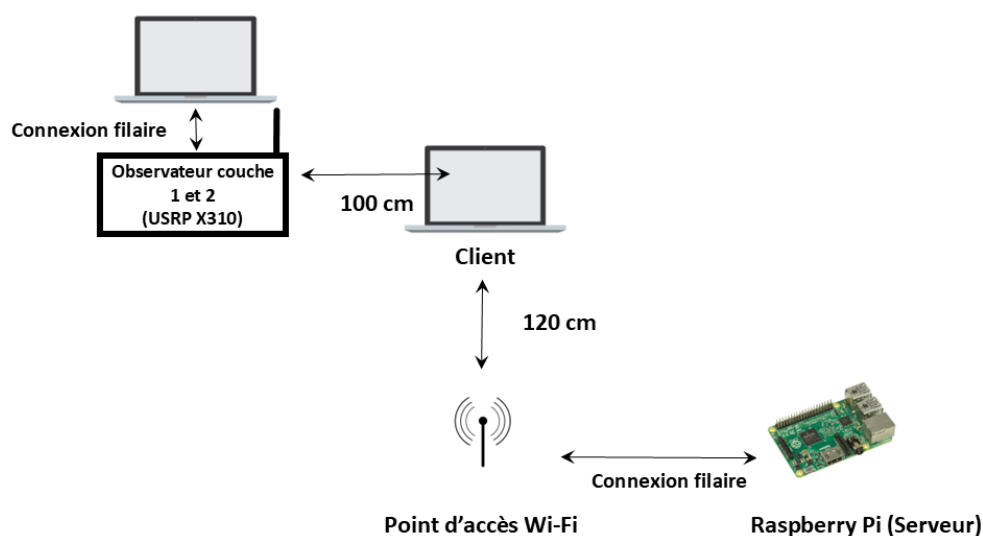 Connexion filaire
Observateur couche
1 et 2
(USRP X310)
100 cm
Client
120 cm
Connexion filaire
Point d’accès Wi-Fi
Raspberry Pi (Serveur)